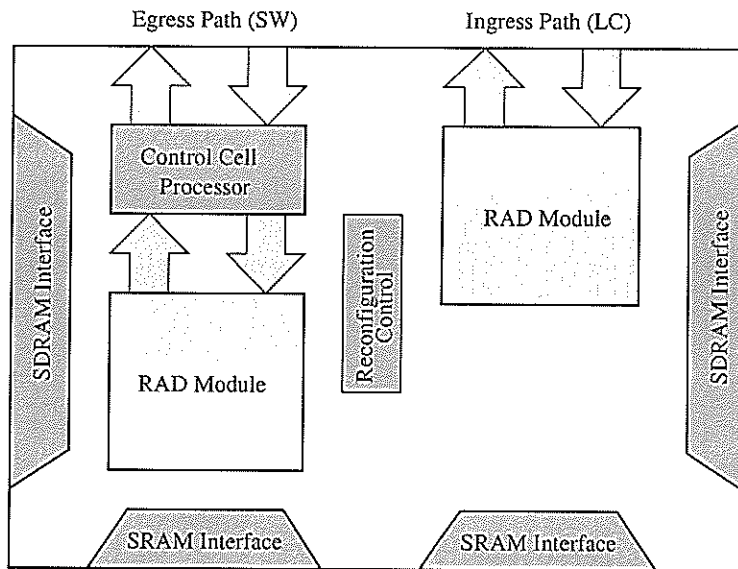 Egress Path (SW)
Ingress Path (LC)
Control Cell
Processor
RAD Module
SDRAM Interface
Reconfiguration
Control
SDRAM Interface
RAD Module
SRAM Interface
SRAM Interface